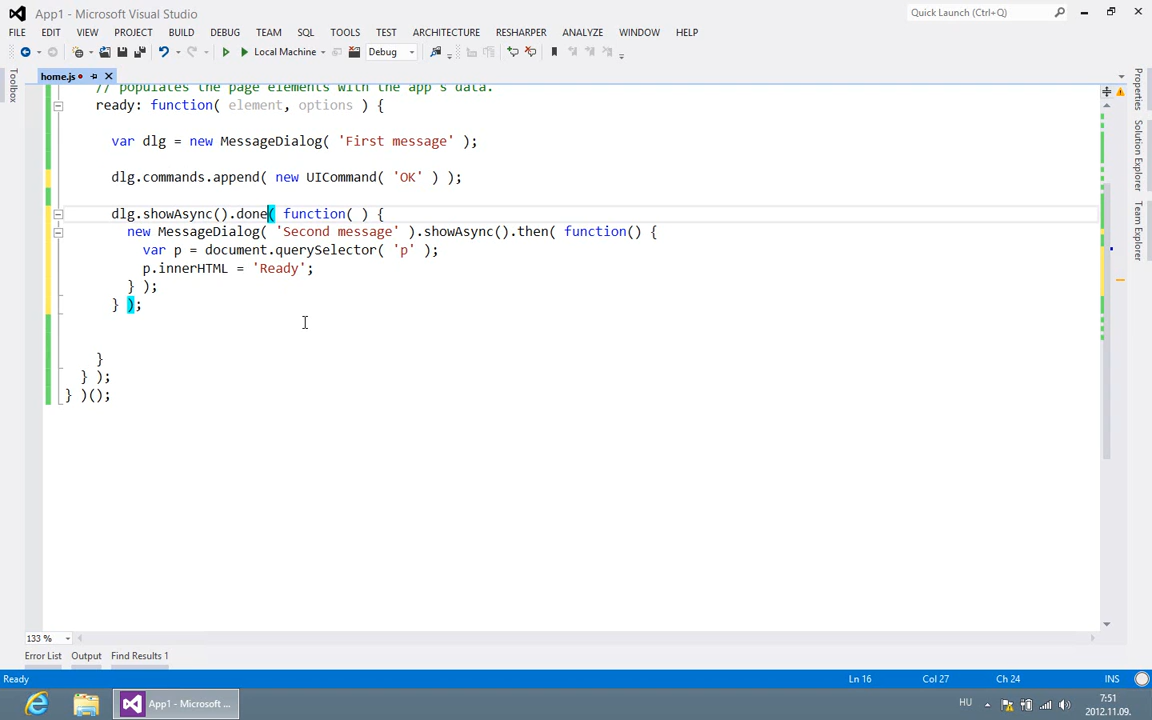 App1 - Microsoft Visual Studio
Quick Launch (Ctrl+Q)
FILE EDIT VIEW PROJECT BUILD DEBUG TEAM SQL TOOLS TEST ARCHITECTURE RESHARPER ANALYZE WINDOW HELP
Local Machine Debug
home.js
Toolbox
Properties
Solution Explorer
Team Explorer
// populates the page elements with the app's data.
ready: function( element, options ) {
var dlg = new MessageDialog( 'First message' );
dlg.commands.append( new UICommand( 'OK' ) );
dlg.showAsync().done( function( ) {
new MessageDialog( 'Second message' ).showAsync().then( function() {
var p = document.querySelector( 'p' );
p.innerHTML = 'Ready';
} );
} );
}
} );
} )();
133 %
Error List Output Find Results 1
Ready Ln 16 Col 27 Ch 24 INS
App1 - Microsoft ... HU 7:51
2012.11.09.